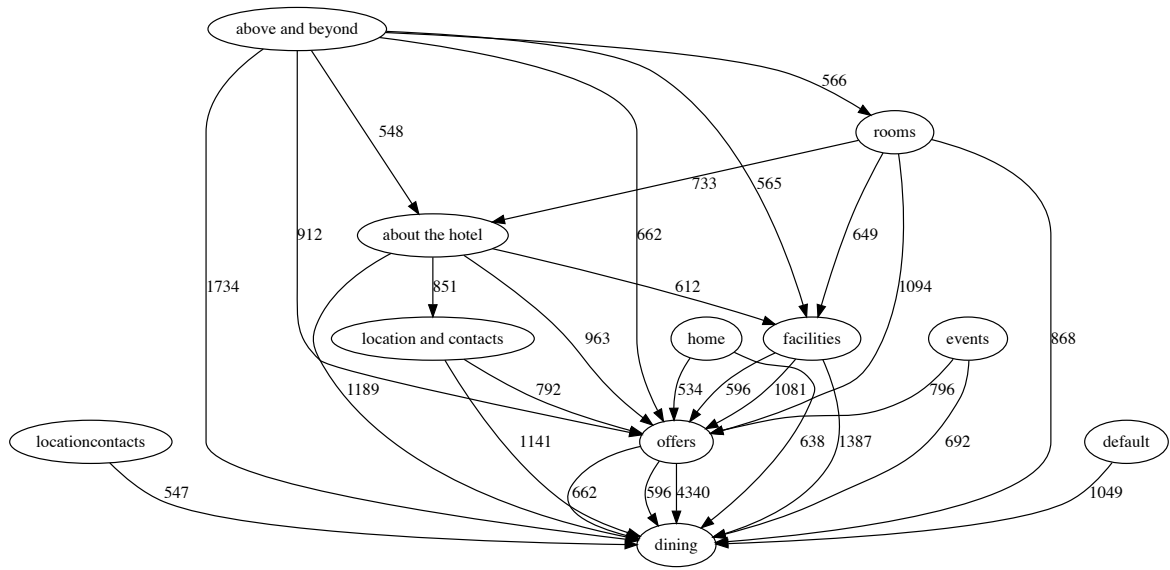 above and beyond
566
rooms
548
733
565
about the hotel
912
662
649
1734
851
612
1094
location and contacts
home
facilities
events
963
868
1189
792
534
596
1081
796
locationcontacts
offers
default
1141
638
1387
692
547
662
596
4340
1049
dining